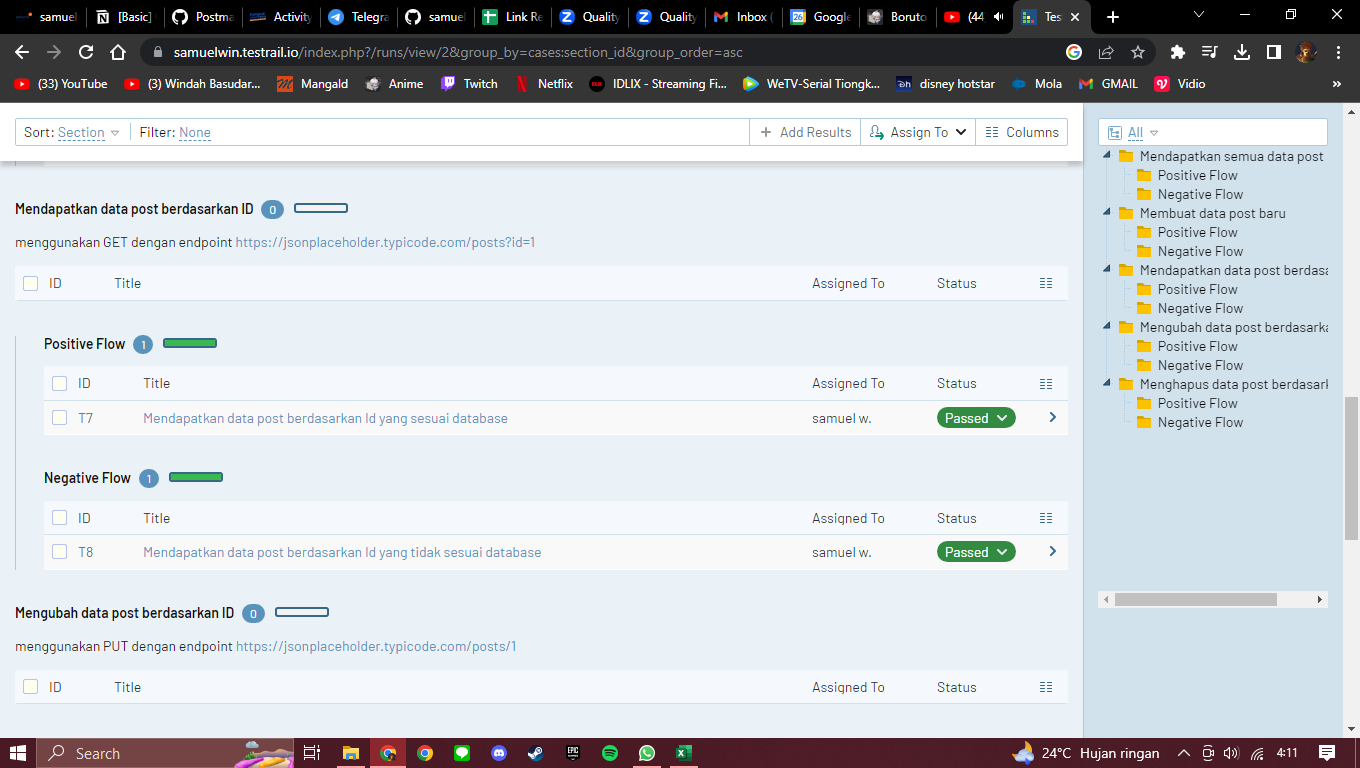 samuel
[Basic]
Postma
Activity
Telegra
samuel
Link Re
Quality
Quality
Inbox (
Google
Boruto
(44
Tes
samuelwin.testrail.io/index.php?/runs/view/2&group_by=cases:section_id&group_order=asc
(33) YouTube
(3) Windah Basudar...
Mangald
Anime
Twitch
Netflix
IDLIX - Streaming Fi...
WeTV-Serial Tiongk...
disney hotstar
Mola
GMAIL
Vidio
»
Sort: Section
Filter: None
+ Add Results
Assign To
Columns
Mendapatkan data post berdasarkan ID 0
menggunakan GET dengan endpoint https://jsonplaceholder.typicode.com/posts?id=1
ID Title Assigned To Status
Positive Flow 1
ID Title Assigned To Status
T7 Mendapatkan data post berdasarkan Id yang sesuai database samuel w. Passed
Negative Flow 1
ID Title Assigned To Status
T8 Mendapatkan data post berdasarkan Id yang tidak sesuai database samuel w. Passed
Mengubah data post berdasarkan ID 0
menggunakan PUT dengan endpoint https://jsonplaceholder.typicode.com/posts/1
ID Title Assigned To Status
All
Mendapatkan semua data post
Positive Flow
Negative Flow
Membuat data post baru
Positive Flow
Negative Flow
Mendapatkan data post berdasa
Positive Flow
Negative Flow
Mengubah data post berdasarka
Positive Flow
Negative Flow
Menghapus data post berdasark
Positive Flow
Negative Flow
Search
24°C Hujan ringan
4:11